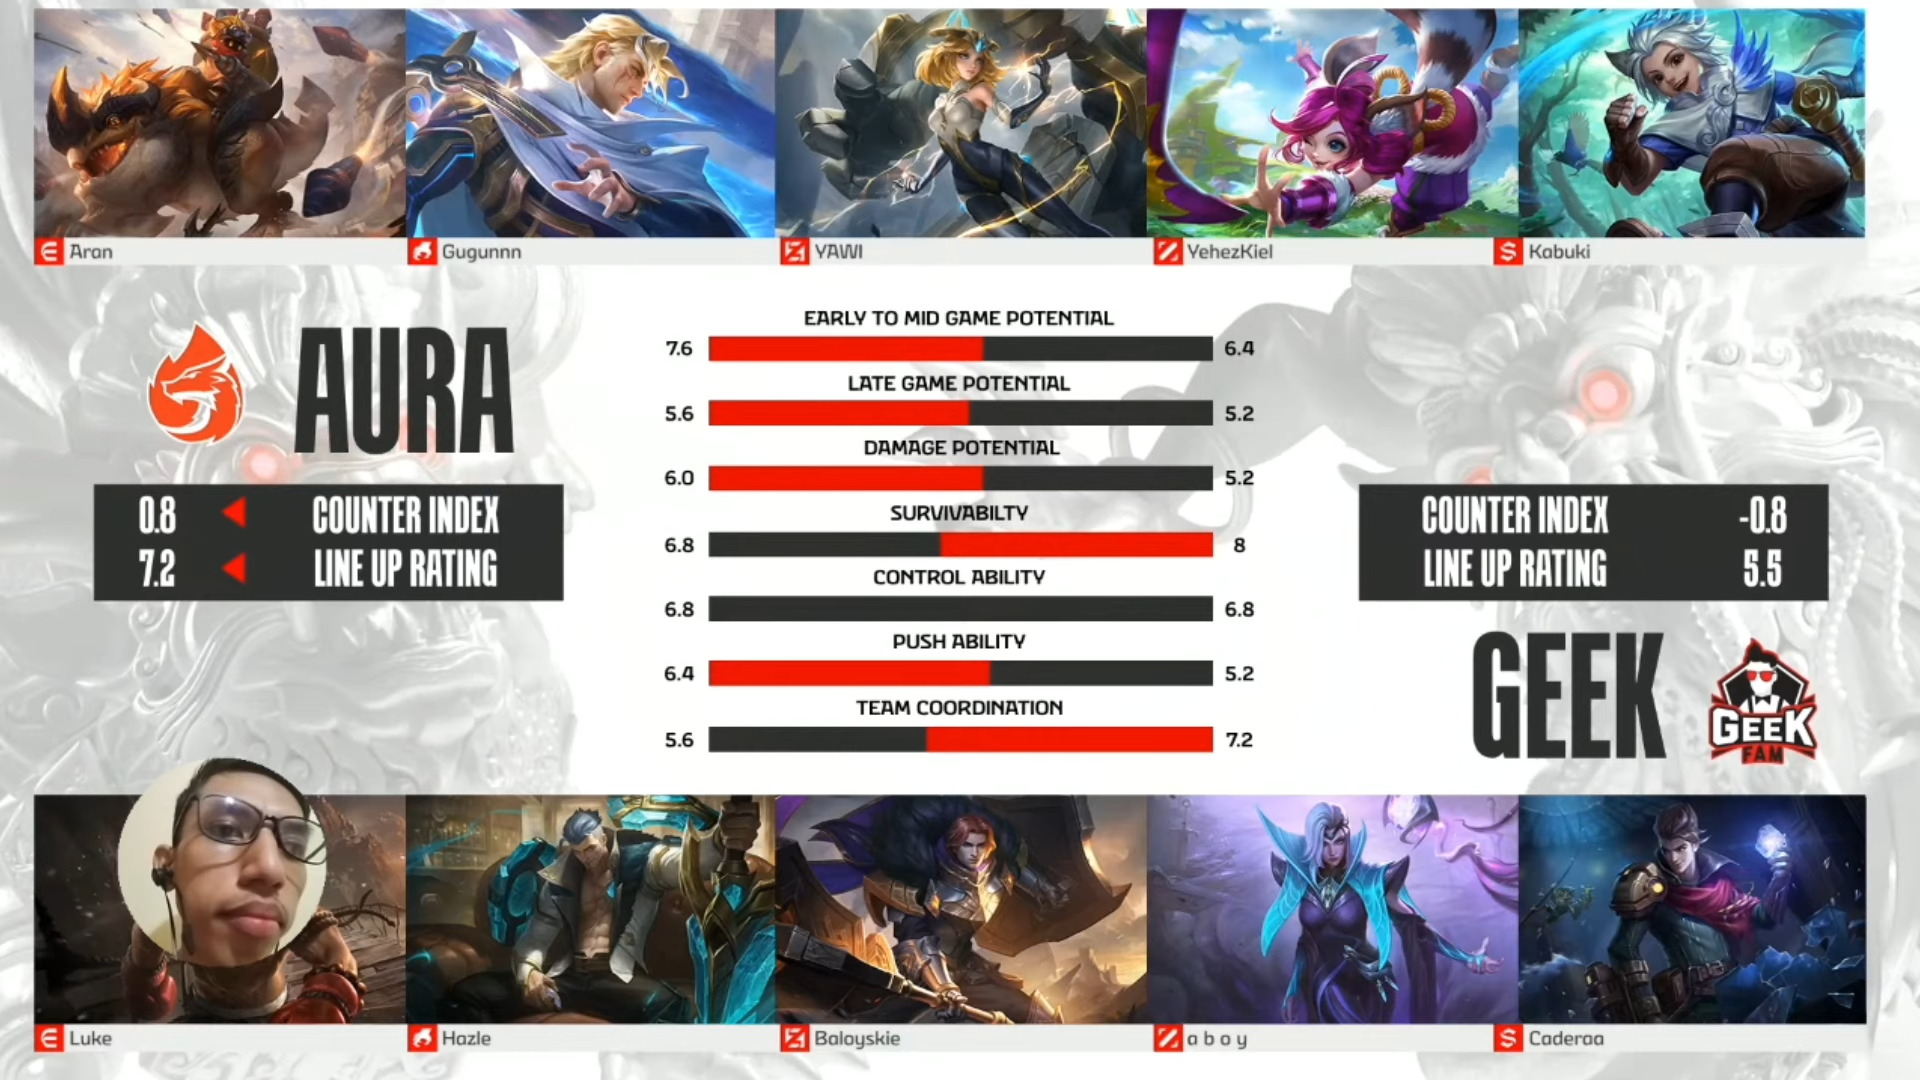 Aran
Gugunnn
YAWI
YehezKiel
Kabuki
EARLY TO MID GAME POTENTIAL
7.6 6.4
LATE GAME POTENTIAL
5.6 5.2
DAMAGE POTENTIAL
6.0 5.2
SURVIVABILTY
6.8 8
CONTROL ABILITY
6.8 6.8
PUSH ABILITY
6.4 5.2
TEAM COORDINATION
5.6 7.2
AURA
0.8 COUNTER INDEX
7.2 LINE UP RATING
COUNTER INDEX -0.8
LINE UP RATING 5.5
GEEK
GEEK
FAM
Luke
Hazle
Baloyskie
a b o y
Caderaa